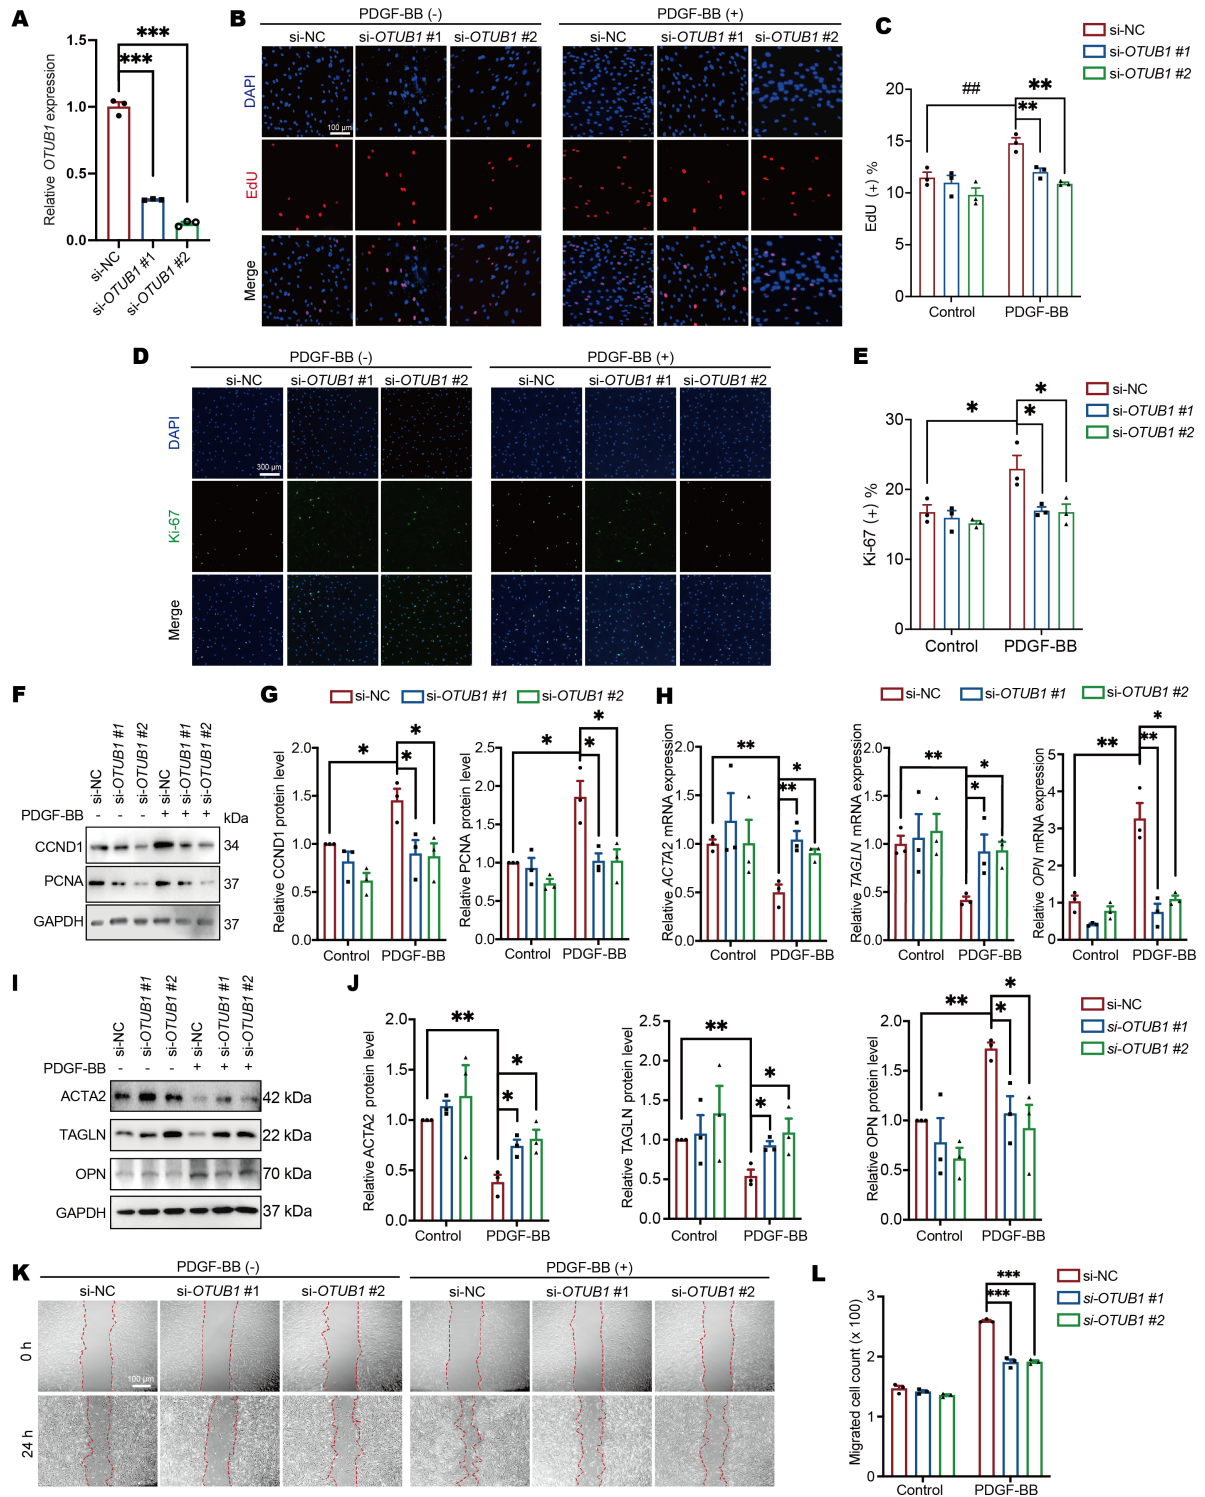 A
Relative OTUB1 expression
1.5
1.0
0.5
0.0
***
***
si-NC
si-OTUB1 #1
si-OTUB1 #2
B
PDGF-BB (-)
PDGF-BB (+)
si-NC
si-OTUB1 #1
si-OTUB1 #2
si-NC
si-OTUB1 #1
si-OTUB1 #2
DAPI
100 µm
EdU
Merge
C
si-NC
si-OTUB1 #1
si-OTUB1 #2
EdU (+) %
20
15
10
5
0
##
**
**
Control
PDGF-BB
D
PDGF-BB (-)
PDGF-BB (+)
si-NC
si-OTUB1 #1
si-OTUB1 #2
si-NC
si-OTUB1 #1
si-OTUB1 #2
DAPI
300 µm
Ki-67
Merge
E
si-NC
si-OTUB1 #1
si-OTUB1 #2
Ki-67 (+) %
30
20
10
0
*
*
*
Control
PDGF-BB
F
si-NC
si-OTUB1 #1
si-OTUB1 #2
si-NC
si-OTUB1 #1
si-OTUB1 #2
PDGF-BB - - - + + + kDa
CCND1 34
PCNA 37
GAPDH 37
G
si-NC
si-OTUB1 #1
si-OTUB1 #2
Relative CCND1 protein level
2.0
1.5
1.0
0.5
0.0
*
*
*
Control
PDGF-BB
Relative PCNA protein level
2.5
2.0
1.5
1.0
0.5
0.0
*
*
*
Control
PDGF-BB
H
si-NC
si-OTUB1 #1
si-OTUB1 #2
Relative ACTA2 mRNA expression
2.0
1.5
1.0
0.5
0.0
**
**
*
Control
PDGF-BB
Relative TAGLN mRNA expression
2.0
1.5
1.0
0.5
0.0
**
*
*
Control
PDGF-BB
Relative OPN mRNA expression
5
4
3
2
1
0
**
**
*
Control
PDGF-BB
I
si-NC
si-OTUB1 #1
si-OTUB1 #2
si-NC
si-OTUB1 #1
si-OTUB1 #2
PDGF-BB - - - + + +
ACTA2 42 kDa
TAGLN 22 kDa
OPN 70 kDa
GAPDH 37 kDa
J
Relative ACTA2 protein level
2.0
1.5
1.0
0.5
0.0
**
*
*
Control
PDGF-BB
Relative TAGLN protein level
2.5
2.0
1.5
1.0
0.5
0.0
**
*
*
Control
PDGF-BB
Relative OPN protein level
2.0
1.5
1.0
0.5
0.0
**
*
*
Control
PDGF-BB
si-NC
si-OTUB1 #1
si-OTUB1 #2
K
PDGF-BB (-)
PDGF-BB (+)
si-NC
si-OTUB1 #1
si-OTUB1 #2
si-NC
si-OTUB1 #1
si-OTUB1 #2
0 h
100 µm
24 h
L
Migrated cell count (x 100)
3
2
1
0
***
***
Control
PDGF-BB
si-NC
si-OTUB1 #1
si-OTUB1 #2